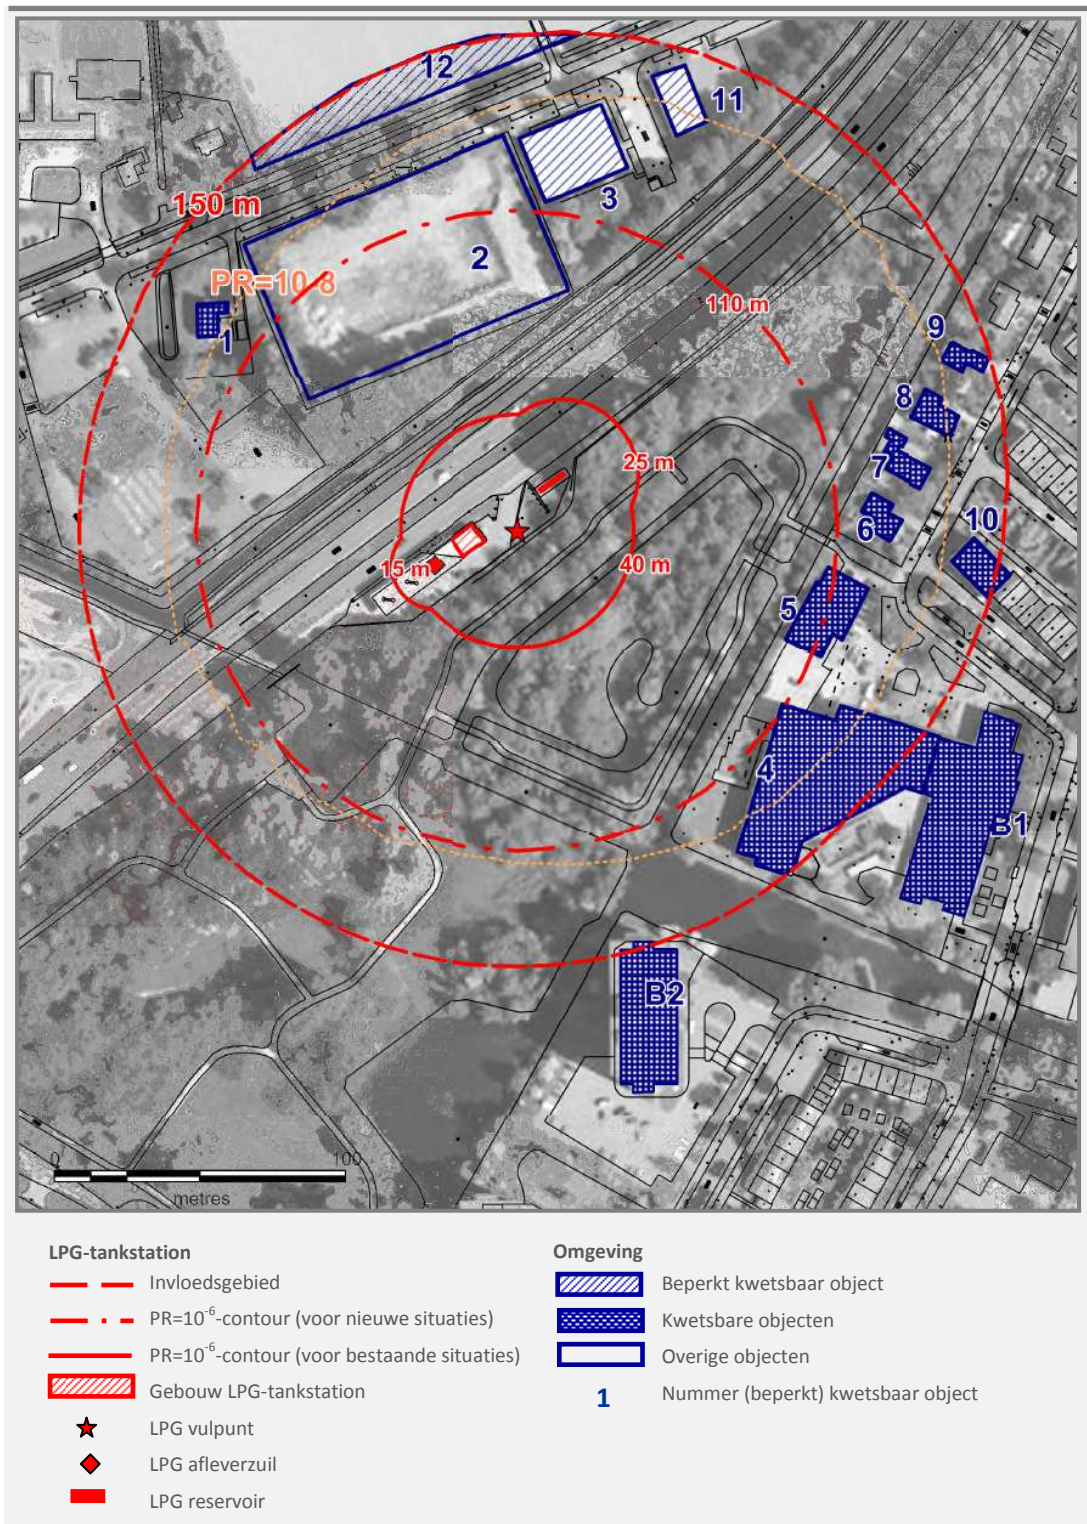 12
11
150 m
3
2
PR=10-8
110 m
1
9
8
25 m
7
6
10
15 m
40 m
5
4
B1
B2
0 100
metres
LPG-tankstation
Invloedsgebied
PR=10-6-contour (voor nieuwe situaties)
PR=10-6-contour (voor bestaande situaties)
Gebouw LPG-tankstation
LPG vulpunt
LPG afleverzuil
LPG reservoir
Omgeving
Beperkt kwetsbaar object
Kwetsbare objecten
Overige objecten
1 Nummer (beperkt) kwetsbaar object